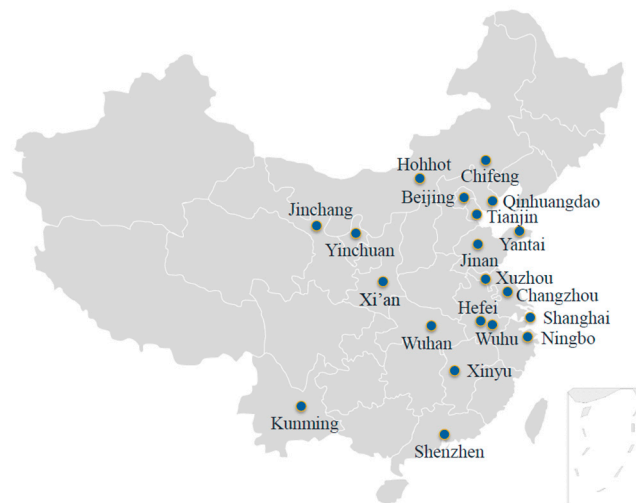 Hohhot
Chifeng
Beijing
Qinhuangdao
Tianjin
Jinchang
Yinchuan
Yantai
Jinan
Xuzhou
Xi'an
Changzhou
Hefei
Shanghai
Wuhan
Wuhu
Ningbo
Xinyu
Kunming
Shenzhen